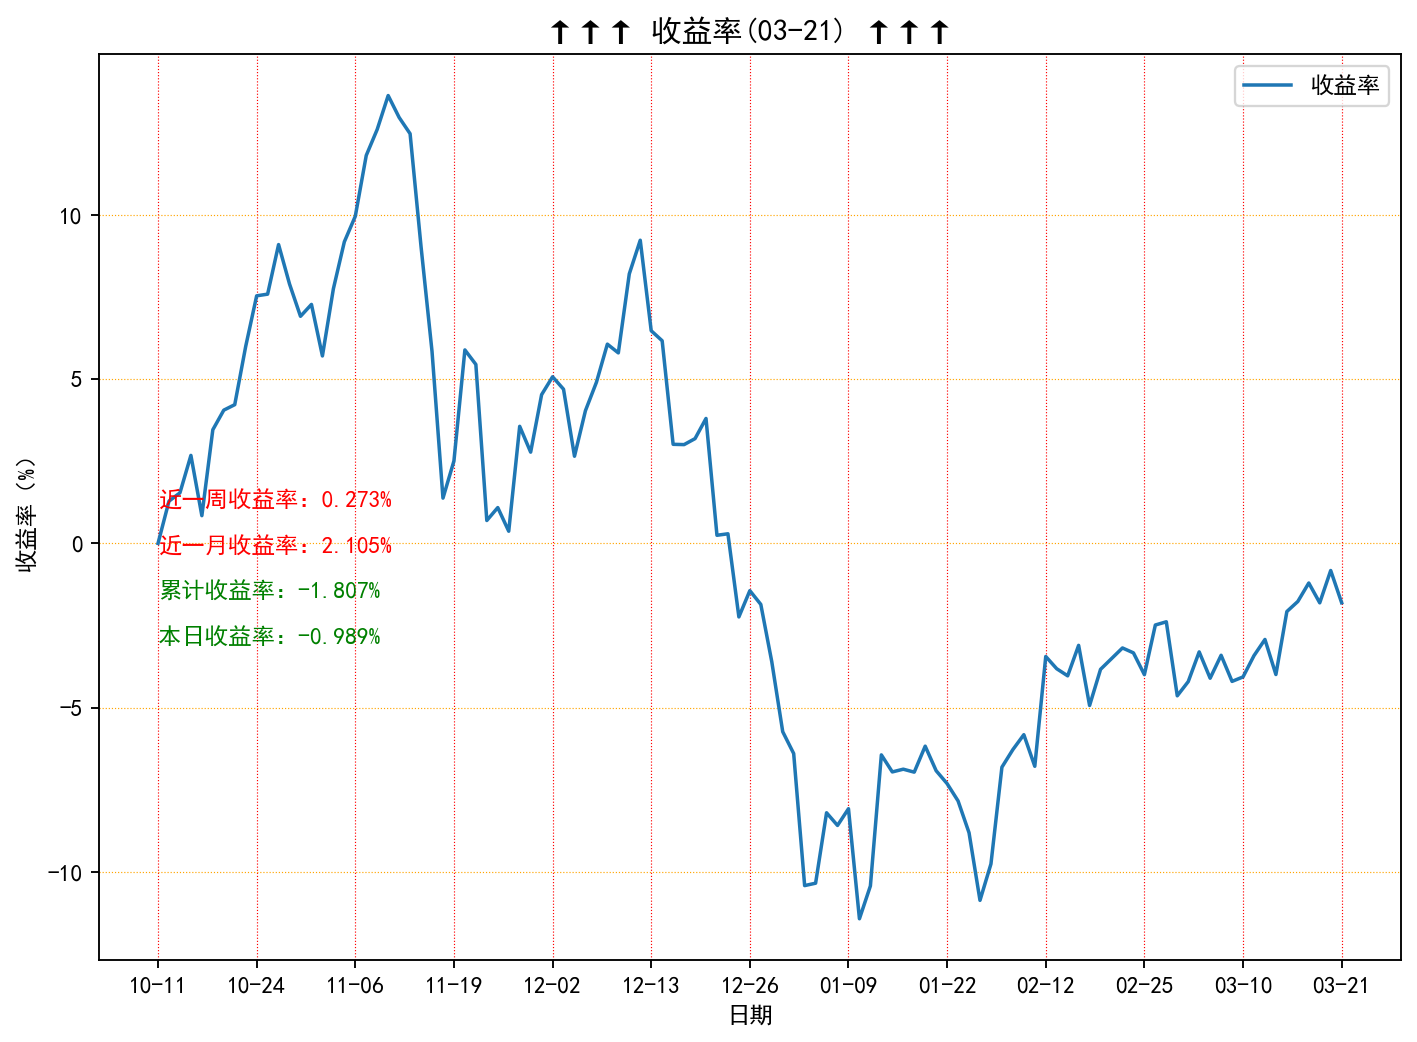 ↑↑↑ 收益率(03-21) ↑↑↑
收益率
10
5
0
-5
-10
收益率（%）
近一周收益率：0.273%
近一月收益率：2.105%
累计收益率：-1.807%
本日收益率：-0.989%
10-11 10-24 11-06 11-19 12-02 12-13 12-26 01-09 01-22 02-12 02-25 03-10 03-21
日期